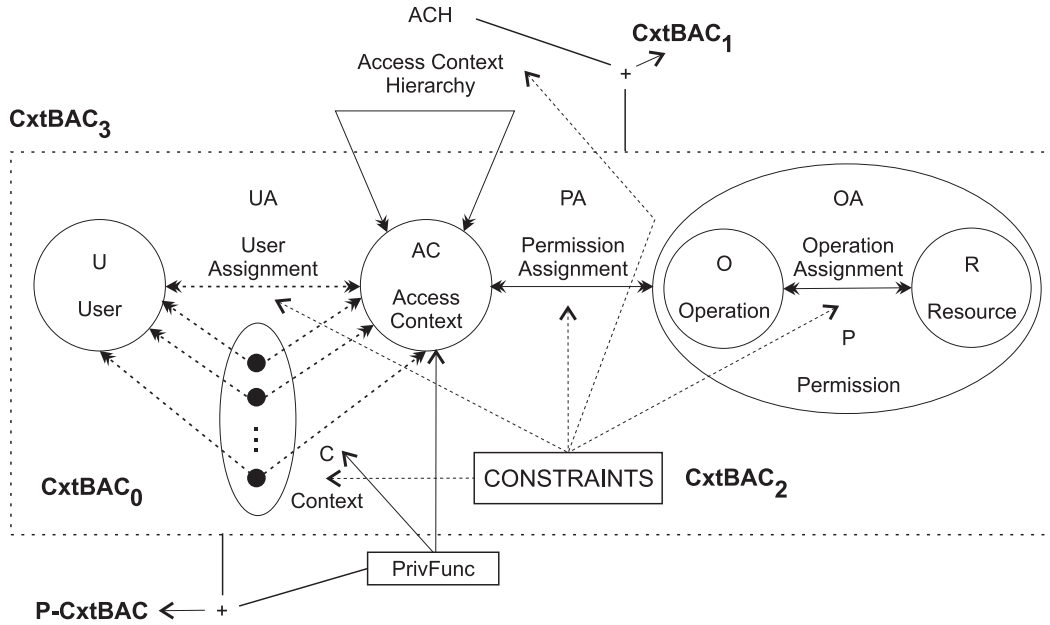 ACH
CxtBAC1
Access Context
Hierarchy
+
CxtBAC3
UA
PA
OA
U
User
User
Assignment
AC
Access
Context
Permission
Assignment
O
Operation
Operation
Assignment
R
Resource
P
Permission
C
Context
CxtBAC0
CONSTRAINTS
CxtBAC2
PrivFunc
P-CxtBAC
+